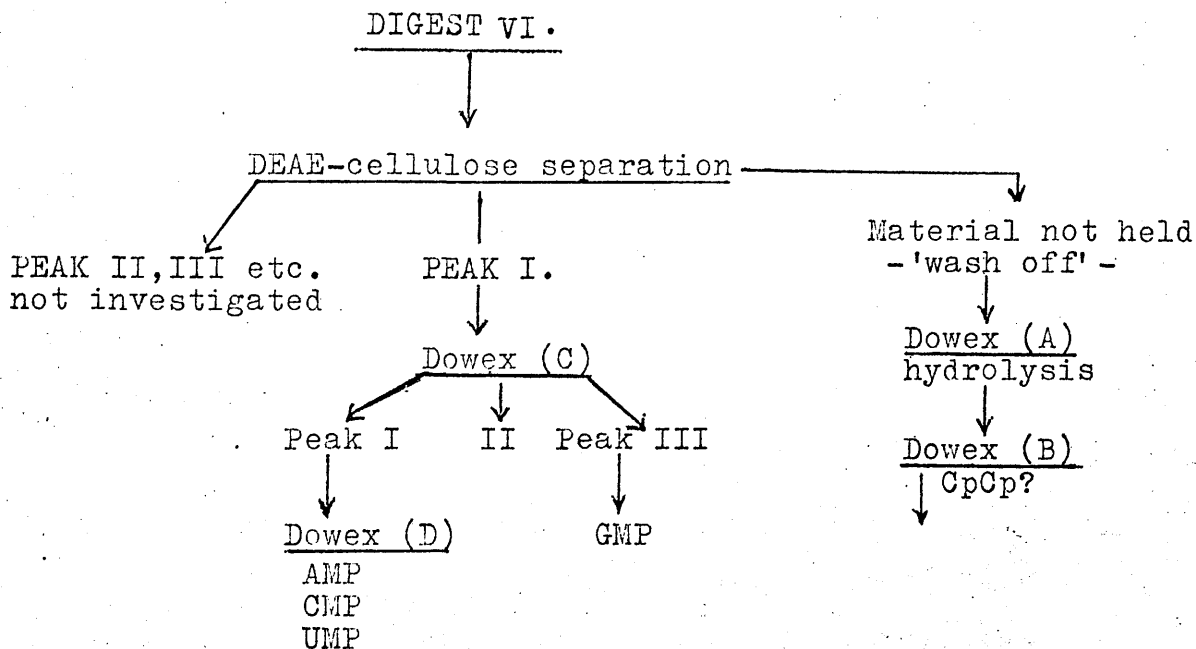 DIGEST VI.
DEAE-cellulose separation
PEAK II,III etc.
not investigated
PEAK I.
Material not held
-'wash off'-
Dowex (C)
Dowex (A)
hydrolysis
Peak I
II
Peak III
Dowex (B)
CpCp?
Dowex (D)
GMP
AMP
CMP
UMP